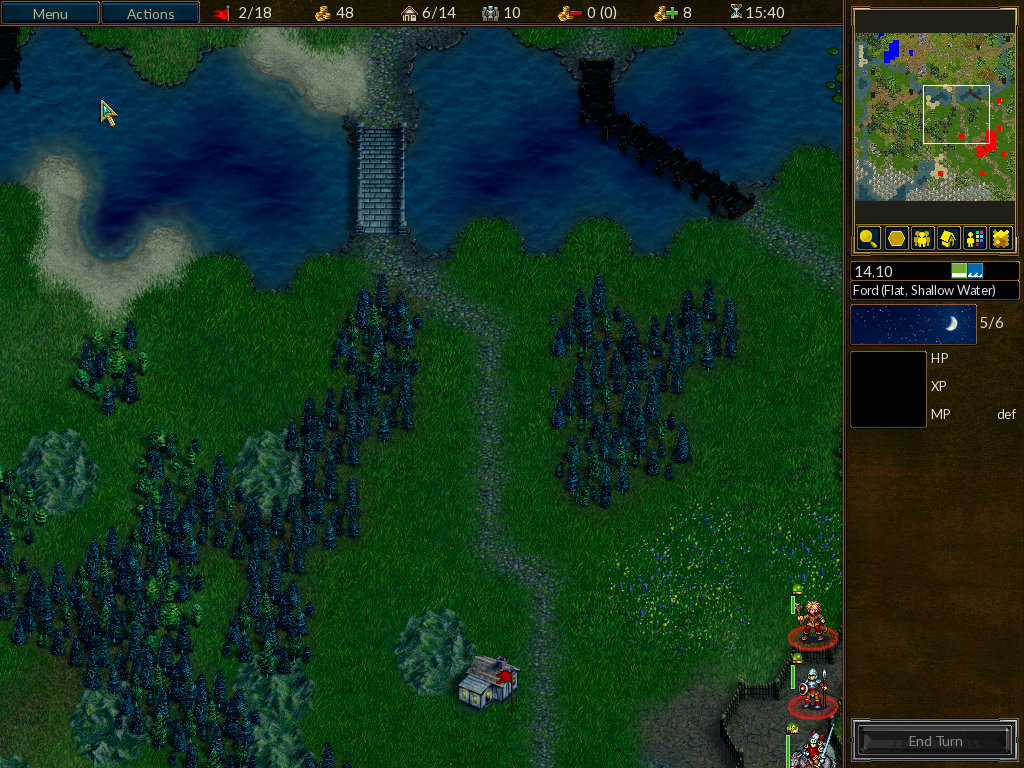 Menu
Actions
2/18
48
6/14
10
0 (0)
8
15:40
14,10
Ford (Flat, Shallow Water)
5/6
HP
XP
MP
def
End Turn